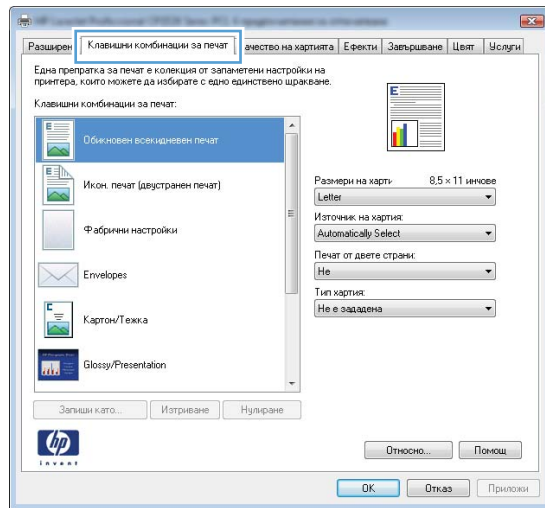 Разширен
Клавишни комбинации за печат
ачество на хартията
Ефекти
Завършване
Цвят
Услуги
Една препратка за печат е колекция от запаметени настройки на
принтера, които можете да избирате с едно единствено щракване.
Клавишни комбинации за печат:
Обикновен всекидневен печат
Икон. печат (двустранен печат)
Фабрични настройки
Envelopes
Картон/Тежка
Glossy/Presentation
Запиши като...
Изтриване
Нулиране
E
Размери на харти
8,5 × 11 инчове
Letter
Източник на хартия:
Automatically Select
Печат от двете страни:
Не
Тип хартия:
Не е зададена
hp
invent
Относно...
Помощ
OK
Отказ
Приложи